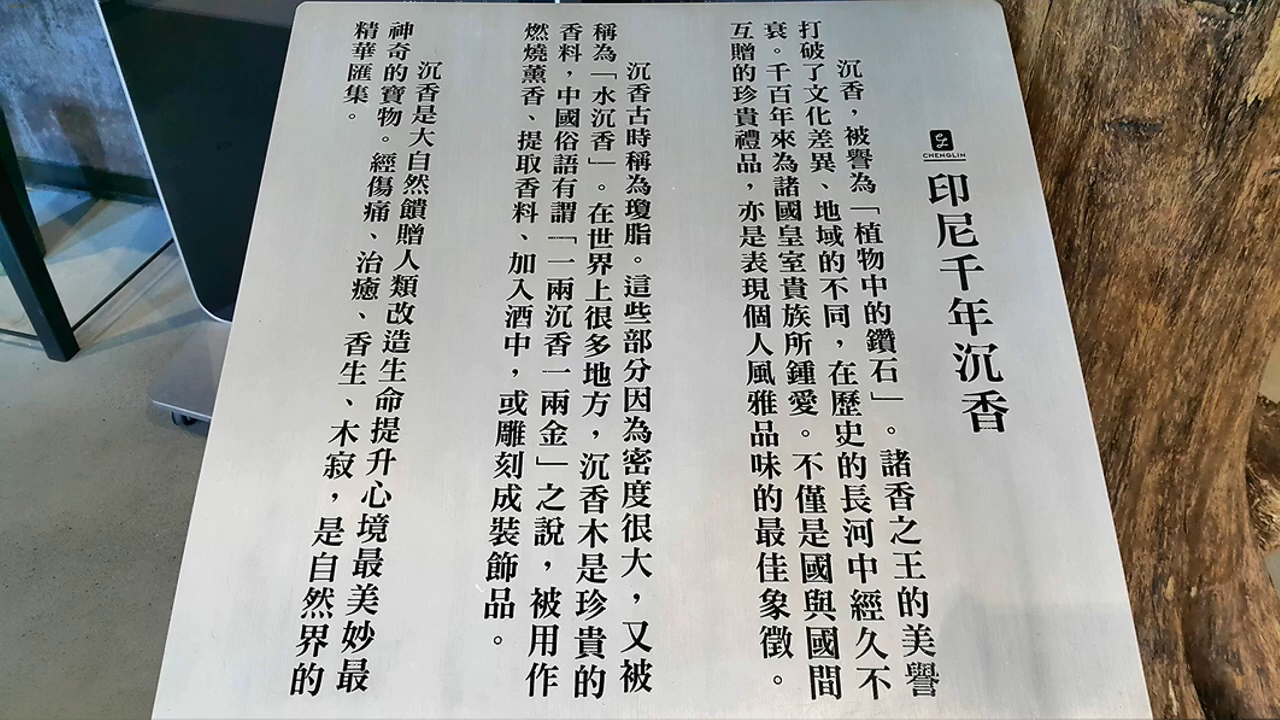 CHENGLIN
印尼千年沉香
沉香，被譽為「植物中的鑽石」。諸香之王的美譽
打破了文化差異、地域的不同，在歷史的長河中經久不
衰。千百年來為諸國皇室貴族所鍾愛。不僅是國與國間
互贈的珍貴禮品，亦是表現個人風雅品味的最佳象徵。
沉香古時稱為瓊脂。這些部分因為密度很大，又被
稱為「水沉香」。在世界上很多地方，沉香木是珍貴的
香料，中國俗語有謂「一兩沉香一兩金」之說，被用作
燃燒薰香、提取香料、加入酒中，或雕刻成裝飾品。
沉香是大自然饋贈人類改造生命提升心境最美妙最
神奇的寶物。經傷痛、治癒、香生、木寂，是自然界的
精華匯集。